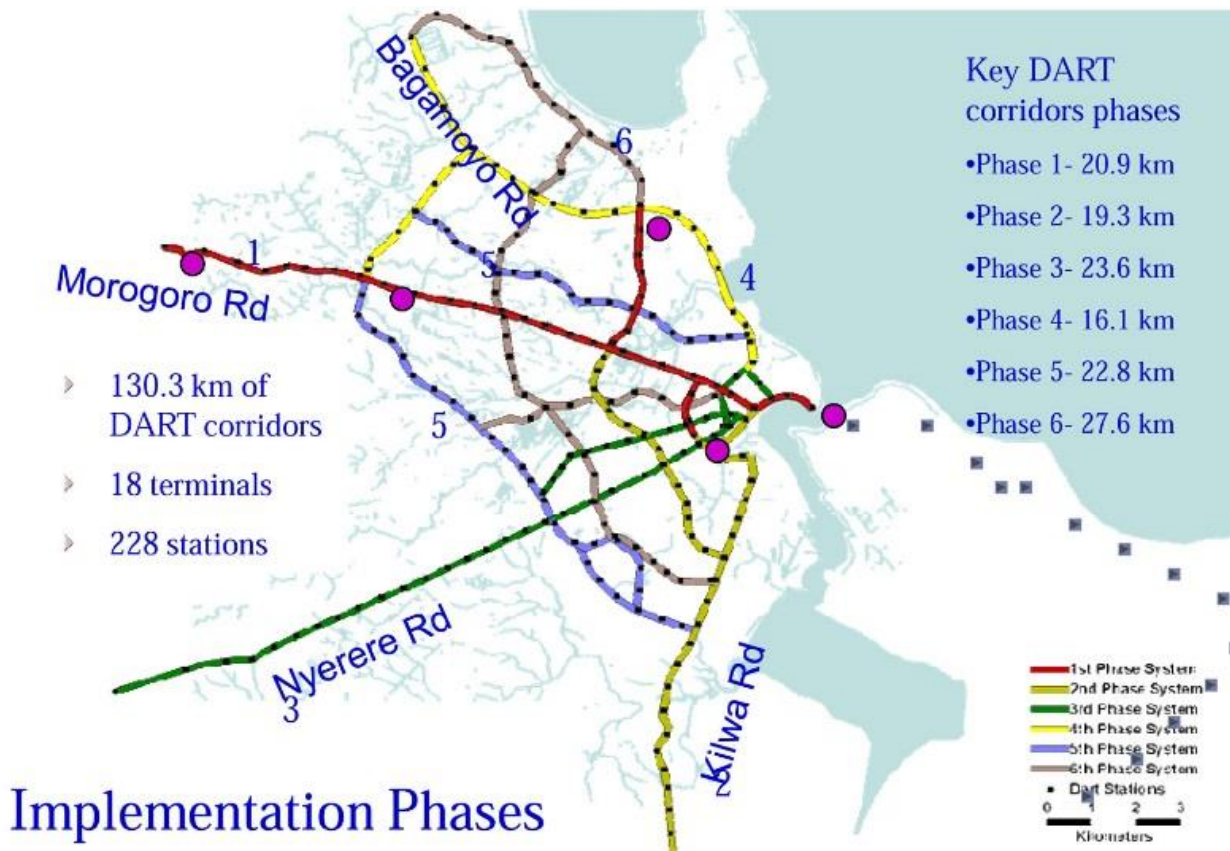 Bagamoyo Rd
6
Key DART
corridors phases
•Phase 1- 20.9 km
•Phase 2- 19.3 km
•Phase 3- 23.6 km
•Phase 4- 16.1 km
•Phase 5- 22.8 km
•Phase 6- 27.6 km
1
5
4
Morogoro Rd
130.3 km of
DART corridors
18 terminals
228 stations
5
Nyerere Rd
3
Kilwa Rd
2
1st Phase System
2nd Phase System
3rd Phase System
4th Phase System
5th Phase System
6th Phase System
Dart Stations
0 1 2 3
Kilometers
Implementation Phases